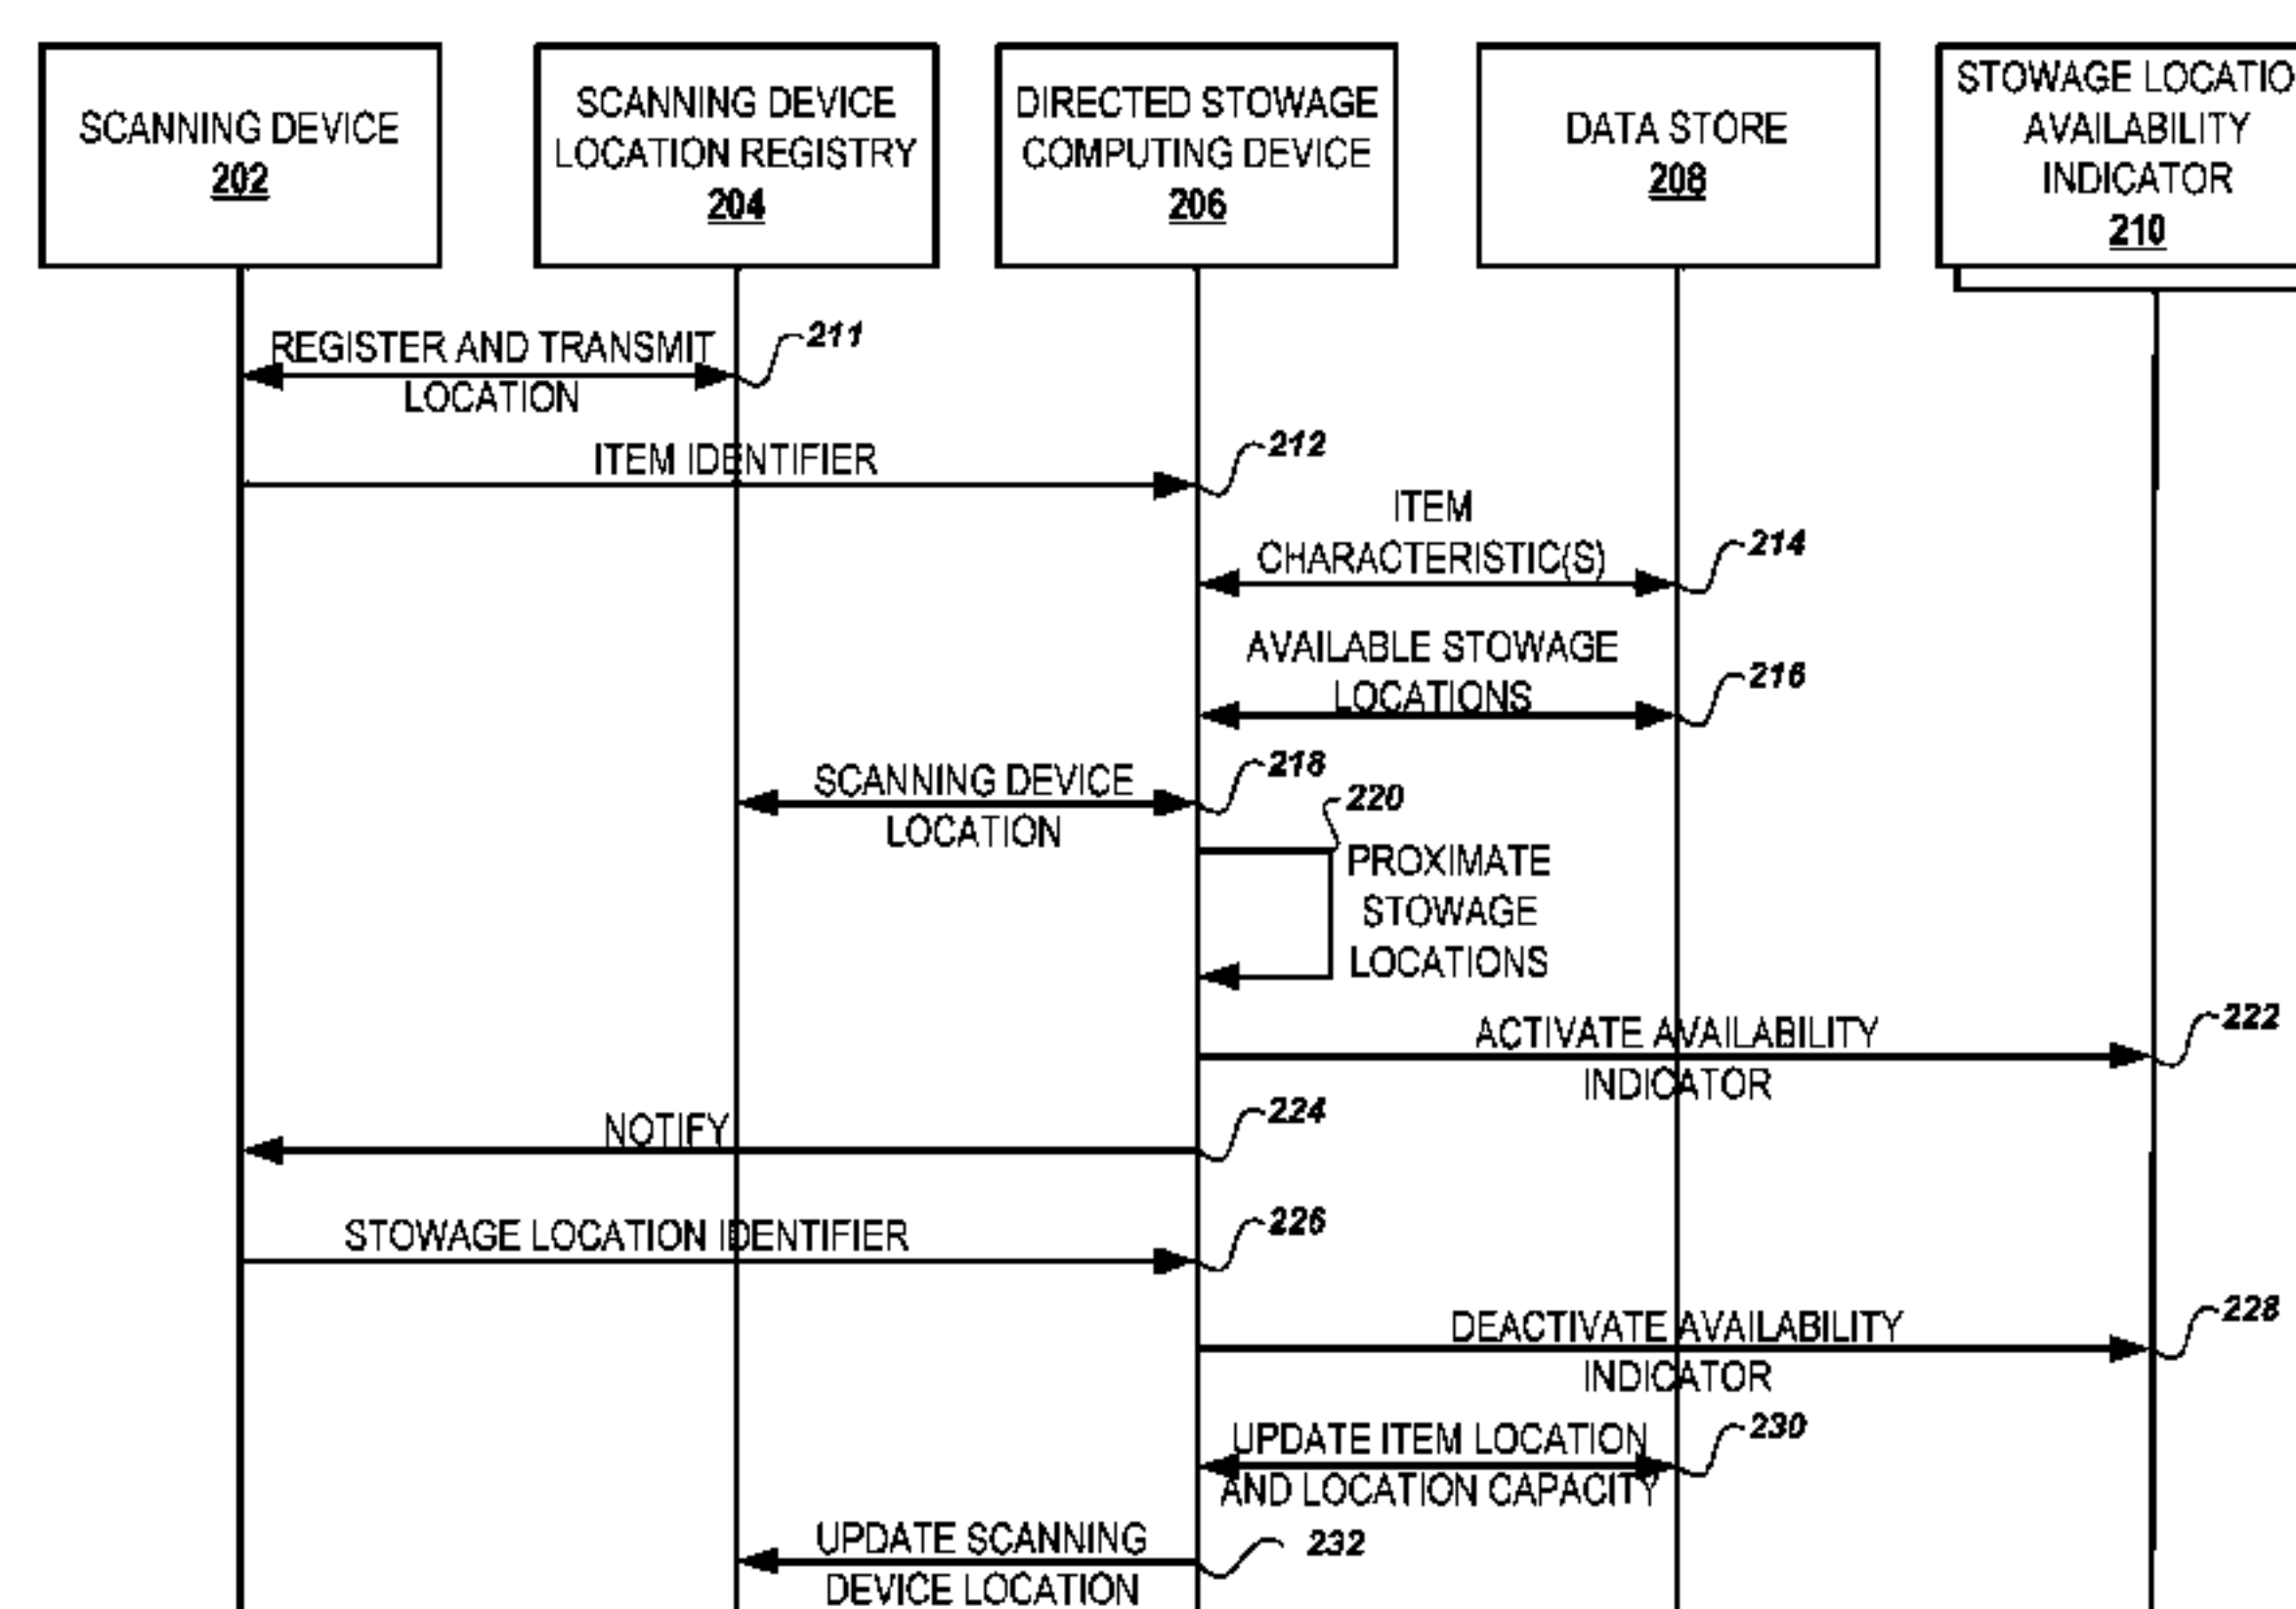 SCANNING DEVICE
202
SCANNING DEVICE
LOCATION REGISTRY
204
DIRECTED STOWAGE
COMPUTING DEVICE
206
DATA STORE
208
STOWAGE LOCATIO
AVAILABILITY
INDICATOR
210
REGISTER AND TRANSMIT
LOCATION
211
ITEM IDENTIFIER
212
ITEM
CHARACTERISTIC(S)
214
AVAILABLE STOWAGE
LOCATIONS
216
SCANNING DEVICE
LOCATION
218
220
PROXIMATE
STOWAGE
LOCATIONS
ACTIVATE AVAILABILITY
INDICATOR
222
NOTIFY
224
STOWAGE LOCATION IDENTIFIER
226
DEACTIVATE AVAILABILITY
INDICATOR
228
UPDATE ITEM LOCATION
AND LOCATION CAPACITY
230
UPDATE SCANNING
DEVICE LOCATION
232